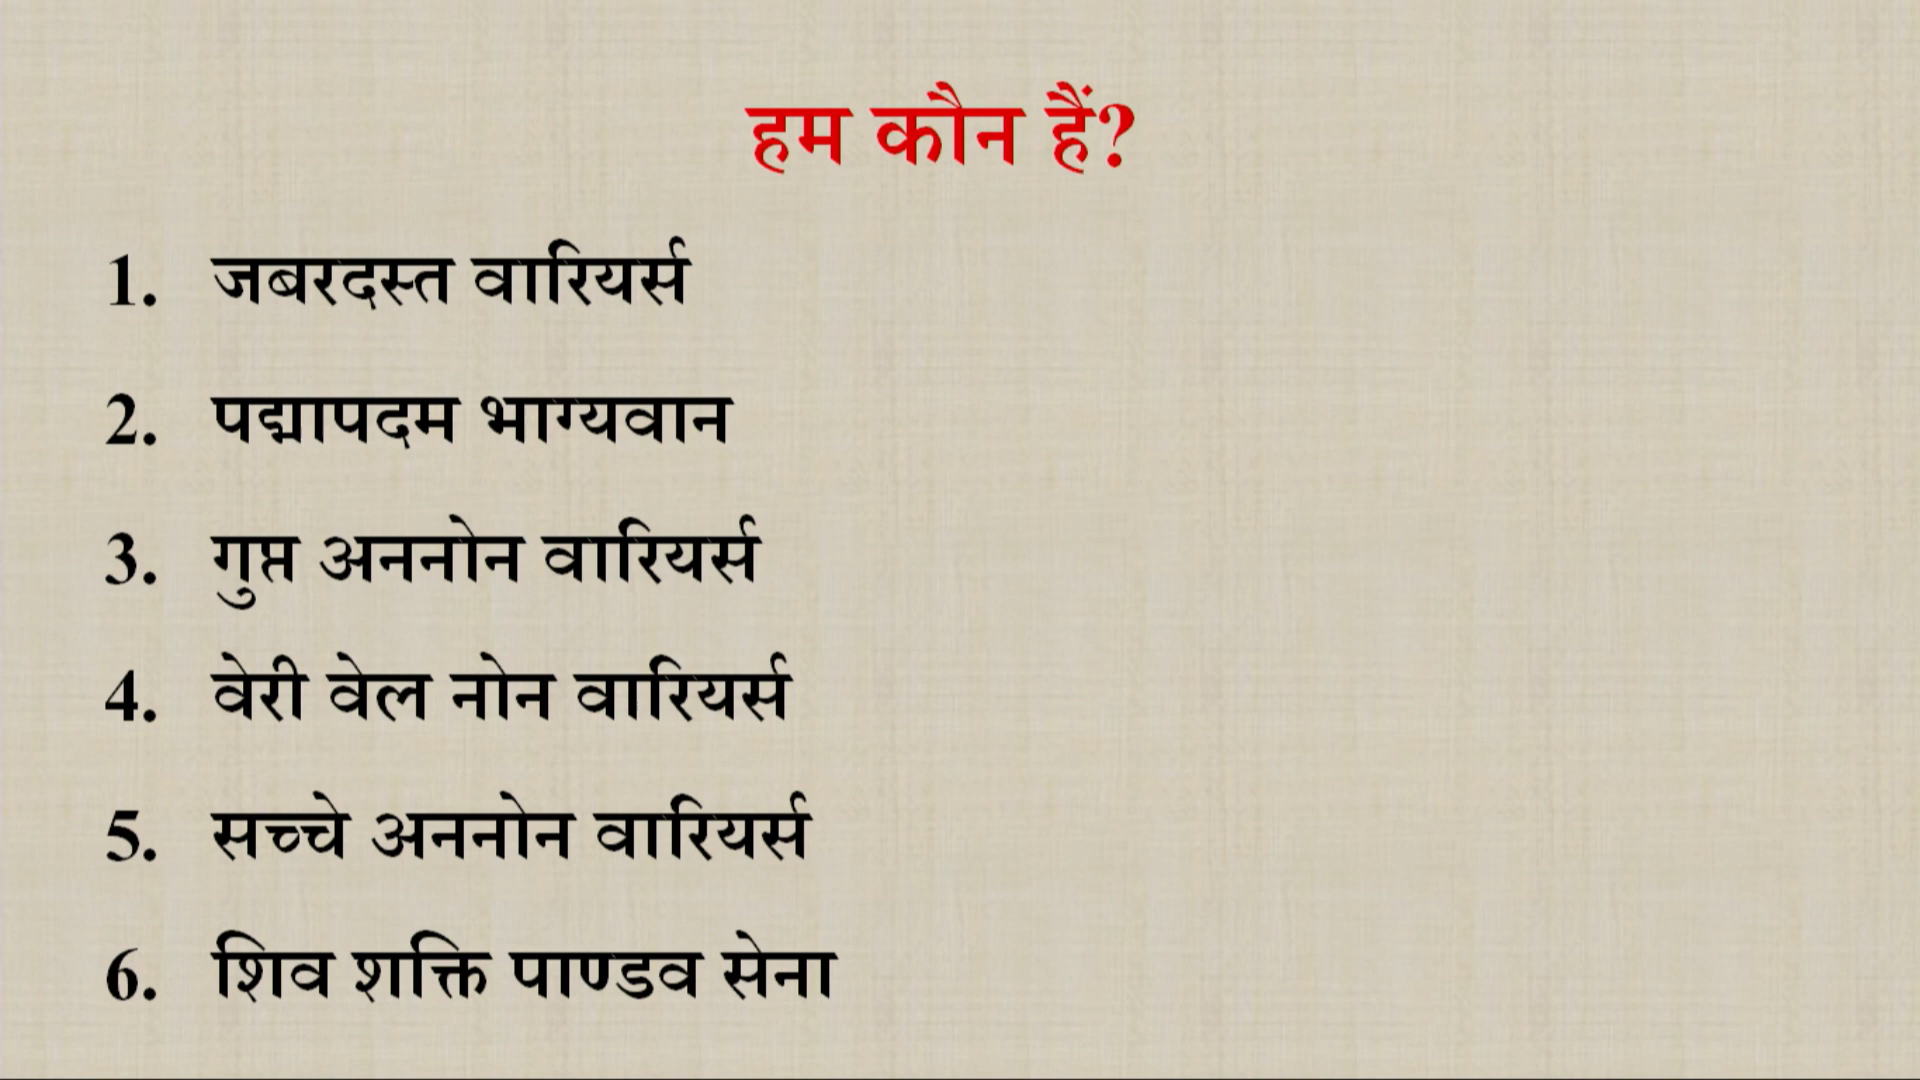 हम कौन हैं?
1. जबरदस्त वारियर्स
2. पद्मापदम भाग्यवान
3. गुप्त अननोन वारियर्स
4. वेरी वेल नोन वारियर्स
5. सच्चे अननोन वारियर्स
6. शिव शक्ति पाण्डव सेना